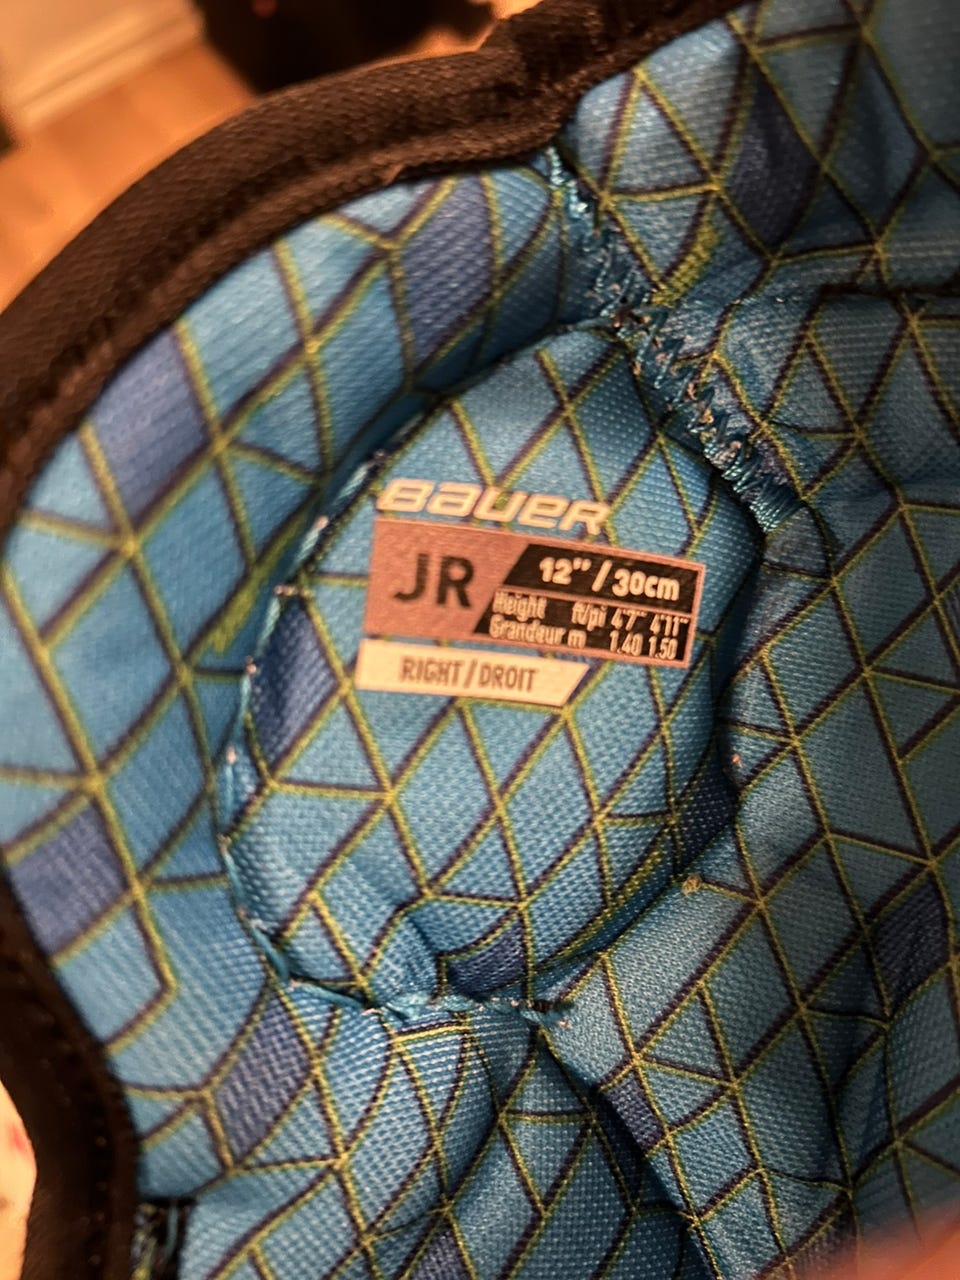 BAUER
JR
12" / 30cm
Height ft/pi 4'7" 4'11"
Grandeur m 1.40 1.50
RIGHT/DROIT